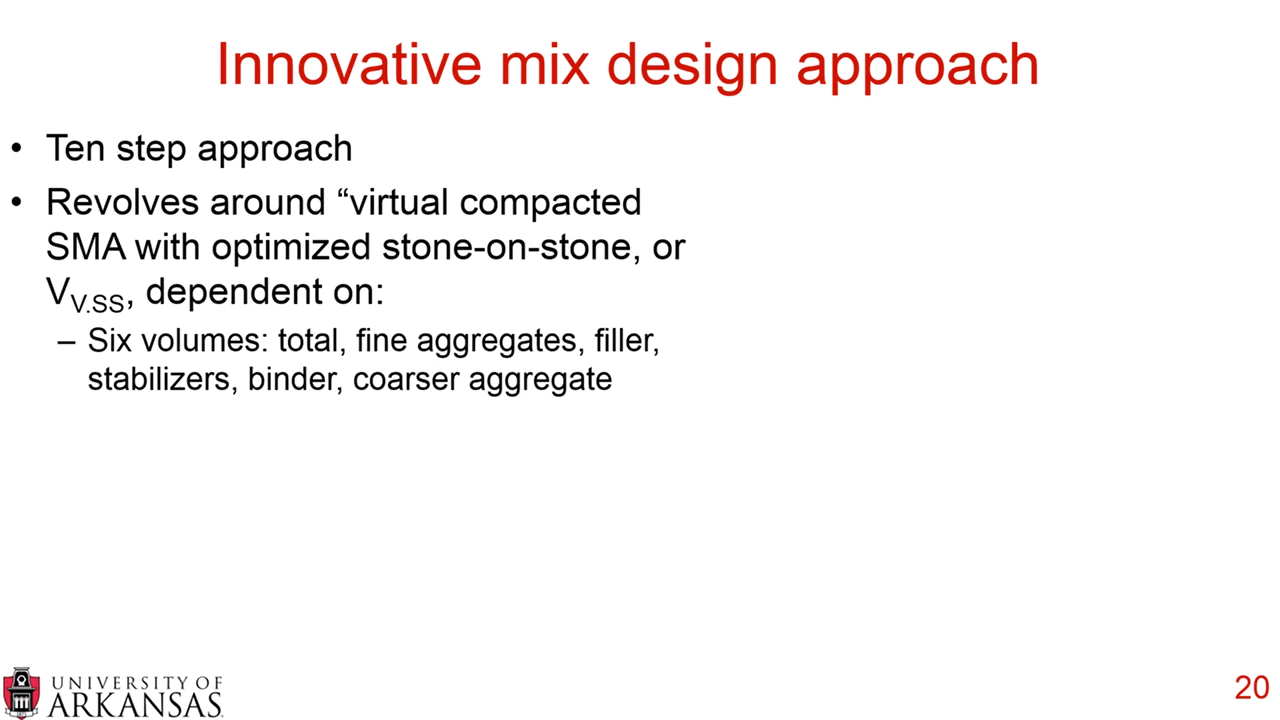 Innovative mix design approach
• Ten step approach
• Revolves around “virtual compacted
SMA with optimized stone-on-stone, or
VV.SS, dependent on:
– Six volumes: total, fine aggregates, filler,
stabilizers, binder, coarser aggregate
UNIVERSITY OF
ARKANSAS
20